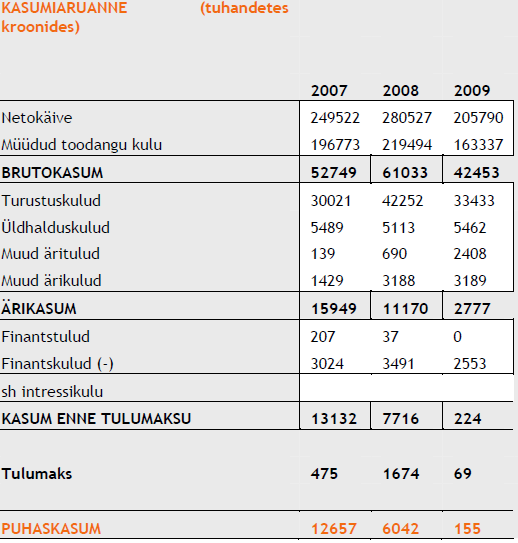 KASUMIARUANNE (tuhandetes
kroonides)
2007 2008 2009
Netokäive 249522 280527 205790
Müüdud toodangu kulu 196773 219494 163337
BRUTOKASUM 52749 61033 42453
Turustuskulud 30021 42252 33433
Üldhalduskulud 5489 5113 5462
Muud äritulud 139 690 2408
Muud ärikulud 1429 3188 3189
ÄRIKASUM 15949 11170 2777
Finantstulud 207 37 0
Finantskulud (-) 3024 3491 2553
sh intressikulu
KASUM ENNE TULUMAKSU 13132 7716 224
Tulumaks 475 1674 69
PUHASKASUM 12657 6042 155